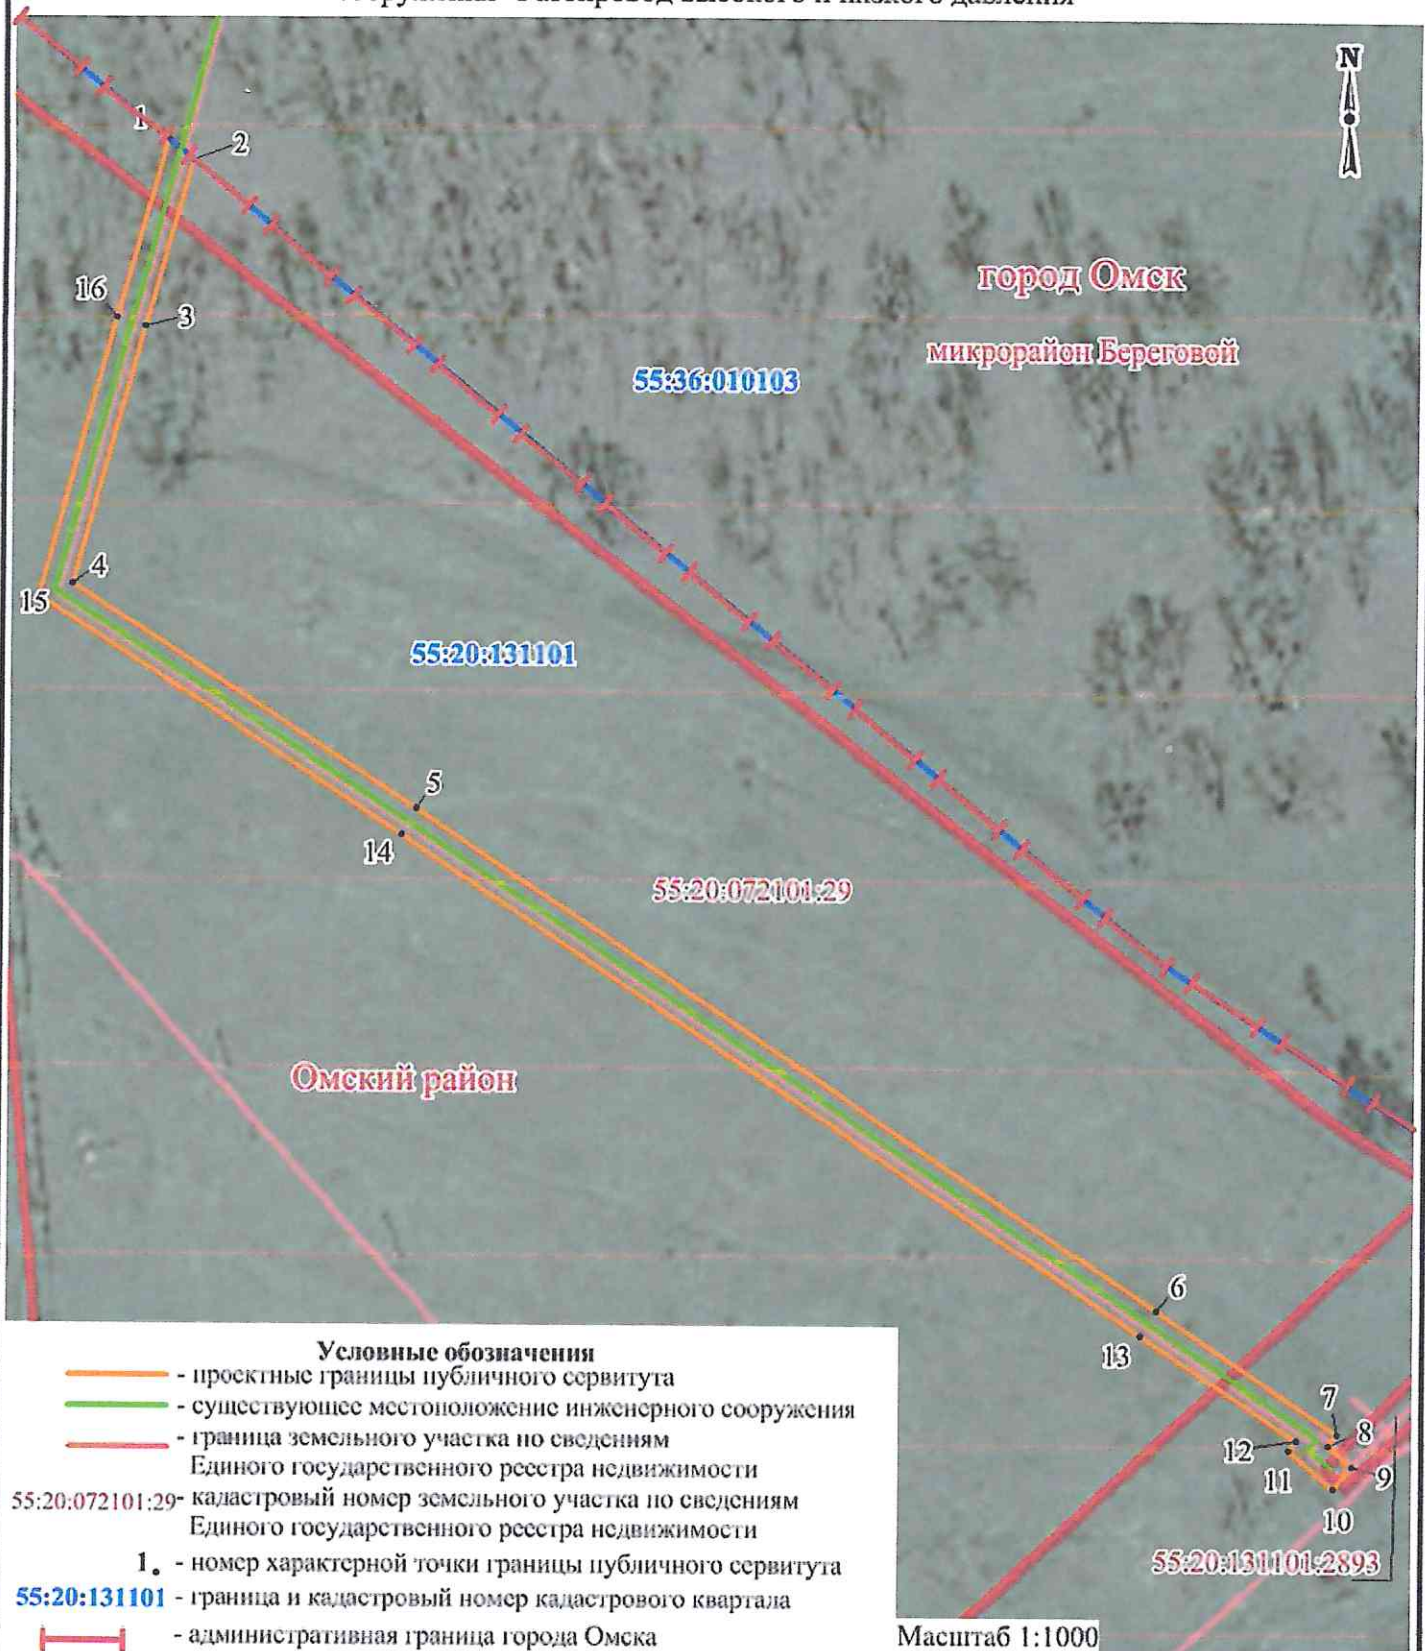 N
1
2
16
3
город Омск
микрорайон Береговой
55:36:010103
4
15
55:20:131101
5
14
55:20:072101:29
Омский район
6
13
7
8
12
9
11
10
55:20:131101:2893
Условные обозначения
- проектные границы публичного сервитута
- существующее местоположение инженерного сооружения
- граница земельного участка по сведениям
Единого государственного реестра недвижимости
55:20:072101:29- кадастровый номер земельного участка по сведениям
Единого государственного реестра недвижимости
1. - номер характерной точки границы публичного сервитута
55:20:131101 - граница и кадастровый номер кадастрового квартала
- административная граница города Омска
Масштаб 1:1000